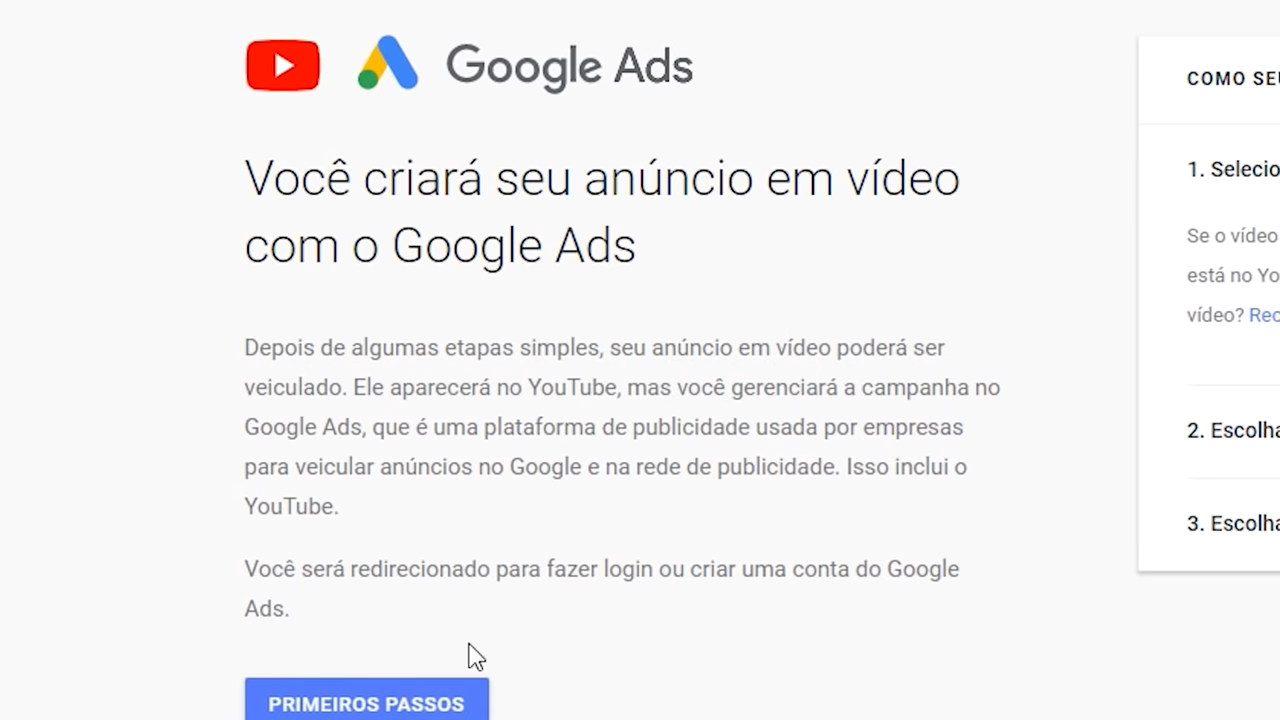 Google Ads
Você criará seu anúncio em vídeo
com o Google Ads
Depois de algumas etapas simples, seu anúncio em vídeo poderá ser
veiculado. Ele aparecerá no YouTube, mas você gerenciará a campanha no
Google Ads, que é uma plataforma de publicidade usada por empresas
para veicular anúncios no Google e na rede de publicidade. Isso inclui o
YouTube.
Você será redirecionado para fazer login ou criar uma conta do Google
Ads.
PRIMEIROS PASSOS
COMO SEU
1. Selecio
Se o vídeo
está no Yo
vídeo? Rec
2. Escolha
3. Escolha